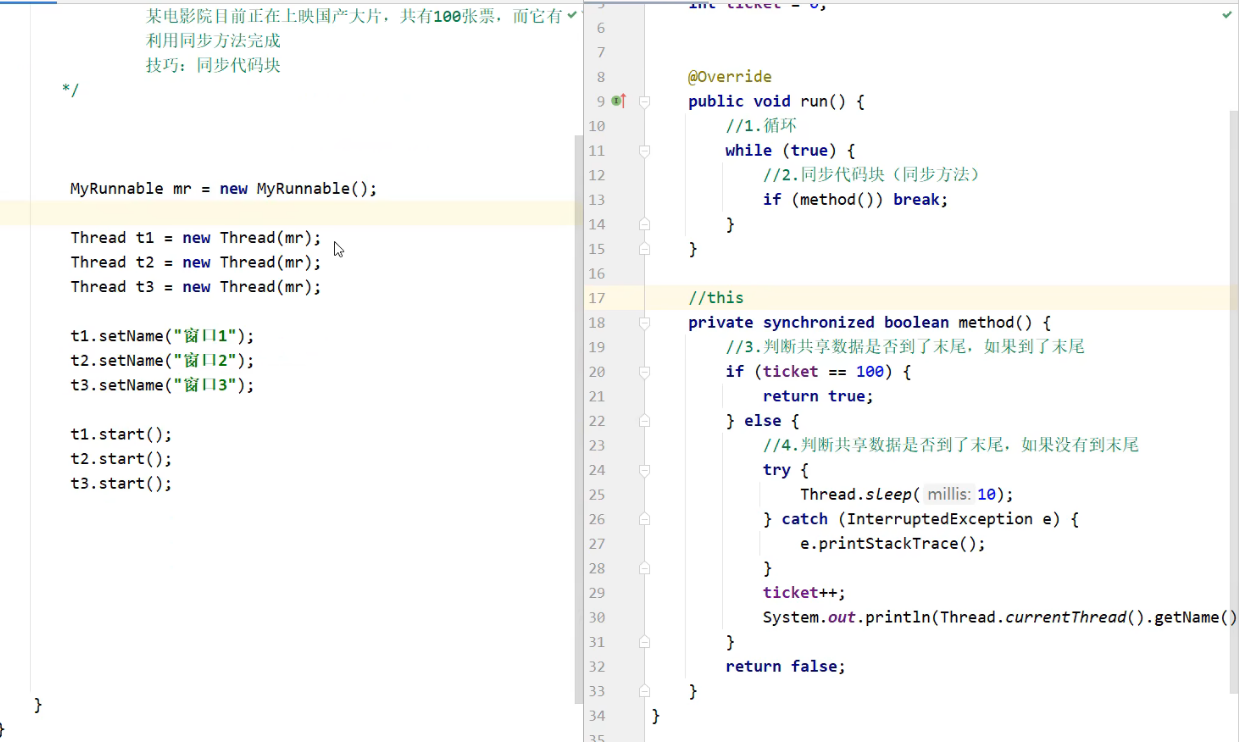 某电影院目前正在上映国产大片，共有100张票，而它有
利用同步方法完成
技巧：同步代码块
*/
MyRunnable mr = new MyRunnable();
Thread t1 = new Thread(mr);
Thread t2 = new Thread(mr);
Thread t3 = new Thread(mr);
t1.setName("窗口1");
t2.setName("窗口2");
t3.setName("窗口3");
t1.start();
t2.start();
t3.start();
}
}
5 int ticket = 0;
6
7
8 @Override
9 public void run() {
10 //1.循环
11 while (true) {
12 //2.同步代码块（同步方法）
13 if (method()) break;
14 }
15 }
16
17 //this
18 private synchronized boolean method() {
19 //3.判断共享数据是否到了末尾，如果到了末尾
20 if (ticket == 100) {
21 return true;
22 } else {
23 //4.判断共享数据是否到了末尾，如果没有到末尾
24 try {
25 Thread.sleep( millis: 10);
26 } catch (InterruptedException e) {
27 e.printStackTrace();
28 }
29 ticket++;
30 System.out.println(Thread.currentThread().getName()
31 }
32 return false;
33 }
34 }
35